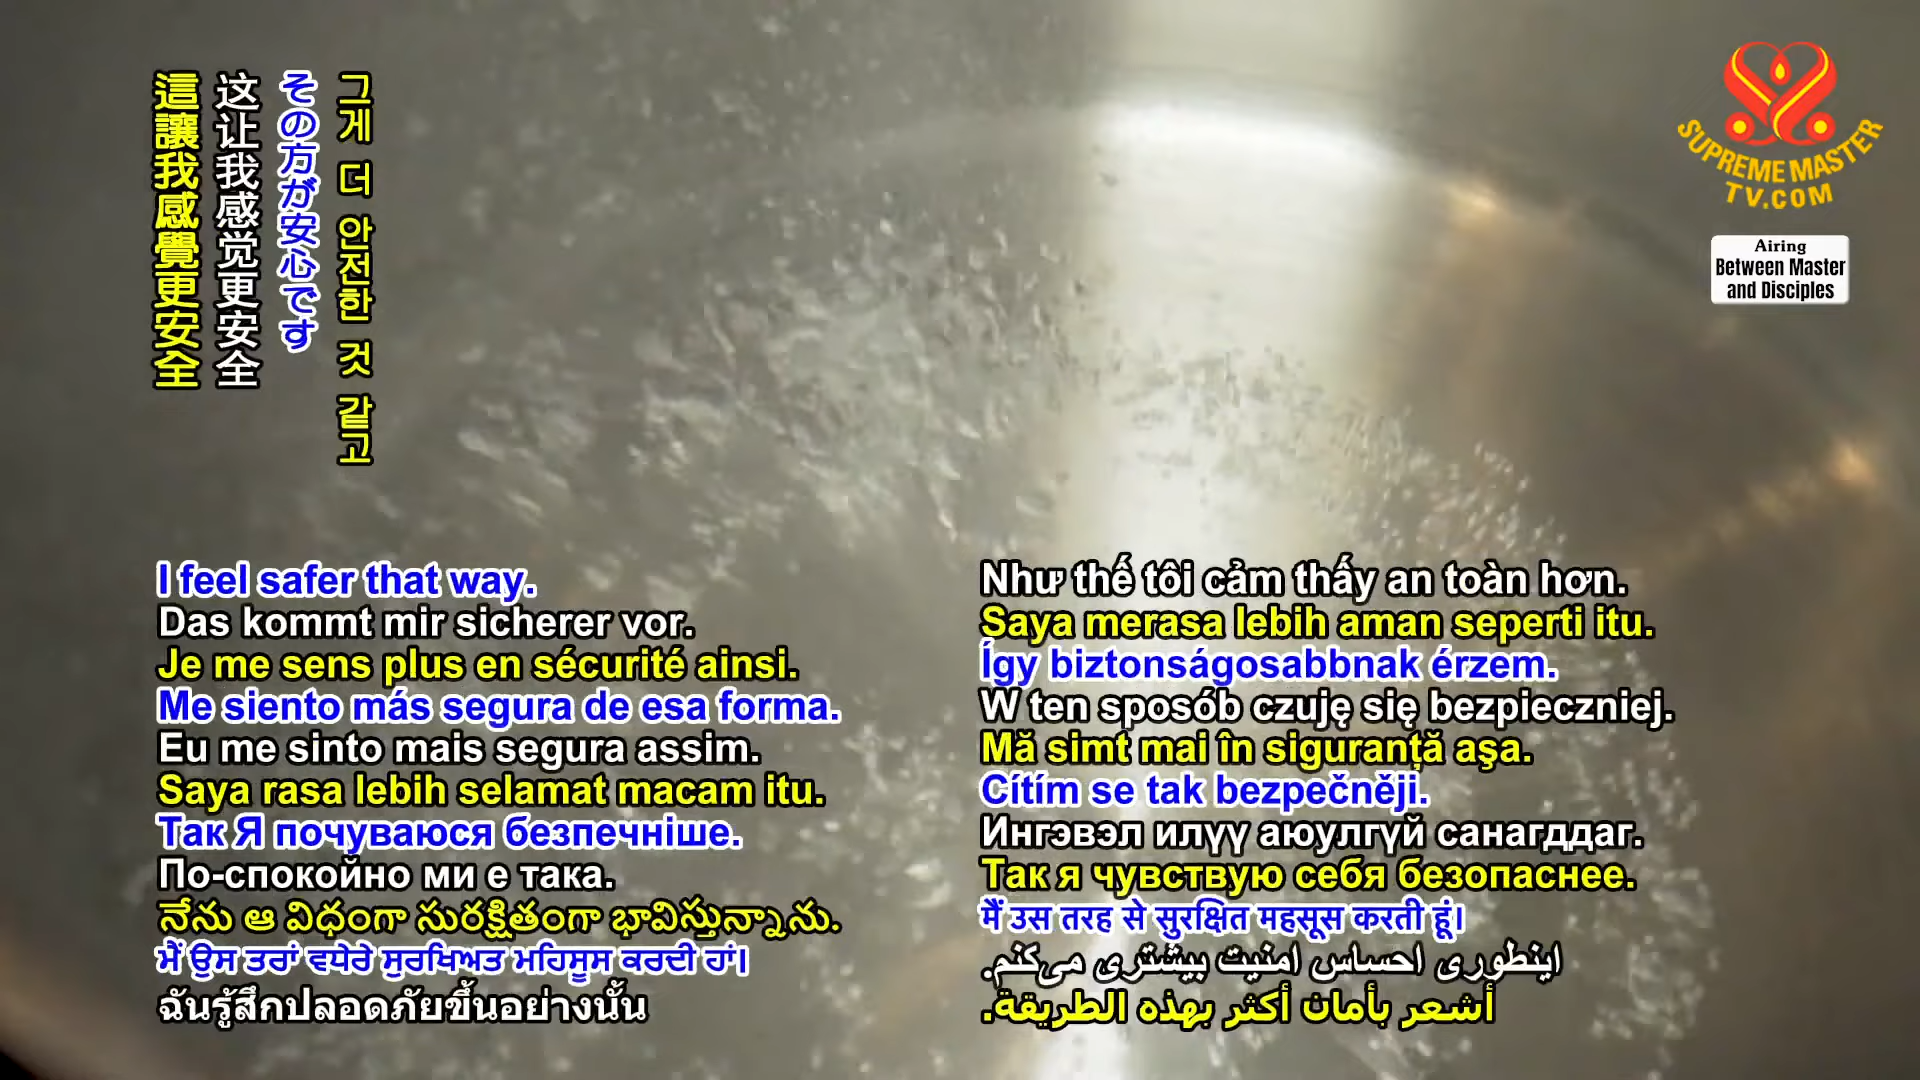 這讓我感覺更安全
这让我感觉更安全
その方が安心です
그게 더 안전한 것 같고
SUPREME MASTER
TV.COM
Airing
Between Master
and Disciples
I feel safer that way.
Das kommt mir sicherer vor.
Je me sens plus en sécurité ainsi.
Me siento más segura de esa forma.
Eu me sinto mais segura assim.
Saya rasa lebih selamat macam itu.
Так Я почуваюся безпечніше.
По-спокойно ми е така.
నేను ఆ విధంగా సురక్షితంగా భావిస్తున్నాను.
ਮੈਂ ਉਸ ਤਰਾਂ ਵਧੇਰੇ ਸੁਰਖਿਅਤ ਮਹਿਸੂਸ ਕਰਦੀ ਹਾਂ।
ฉันรู้สึกปลอดภัยขึ้นอย่างนั้น
Như thế tôi cảm thấy an toàn hơn.
Saya merasa lebih aman seperti itu.
Így biztonságosabbnak érzem.
W ten sposób czuję się bezpieczniej.
Mă simt mai în siguranță aşa.
Cítím se tak bezpečněji.
Ингэвэл илүү аюулгүй санагддаг.
Так я чувствую себя безопаснее.
मैं उस तरह से सुरक्षित महसूस करती हूं।
اینطوری احساس امنیت بیشتری می‌کنم.
أشعر بأمان أكثر بهذه الطريقة.